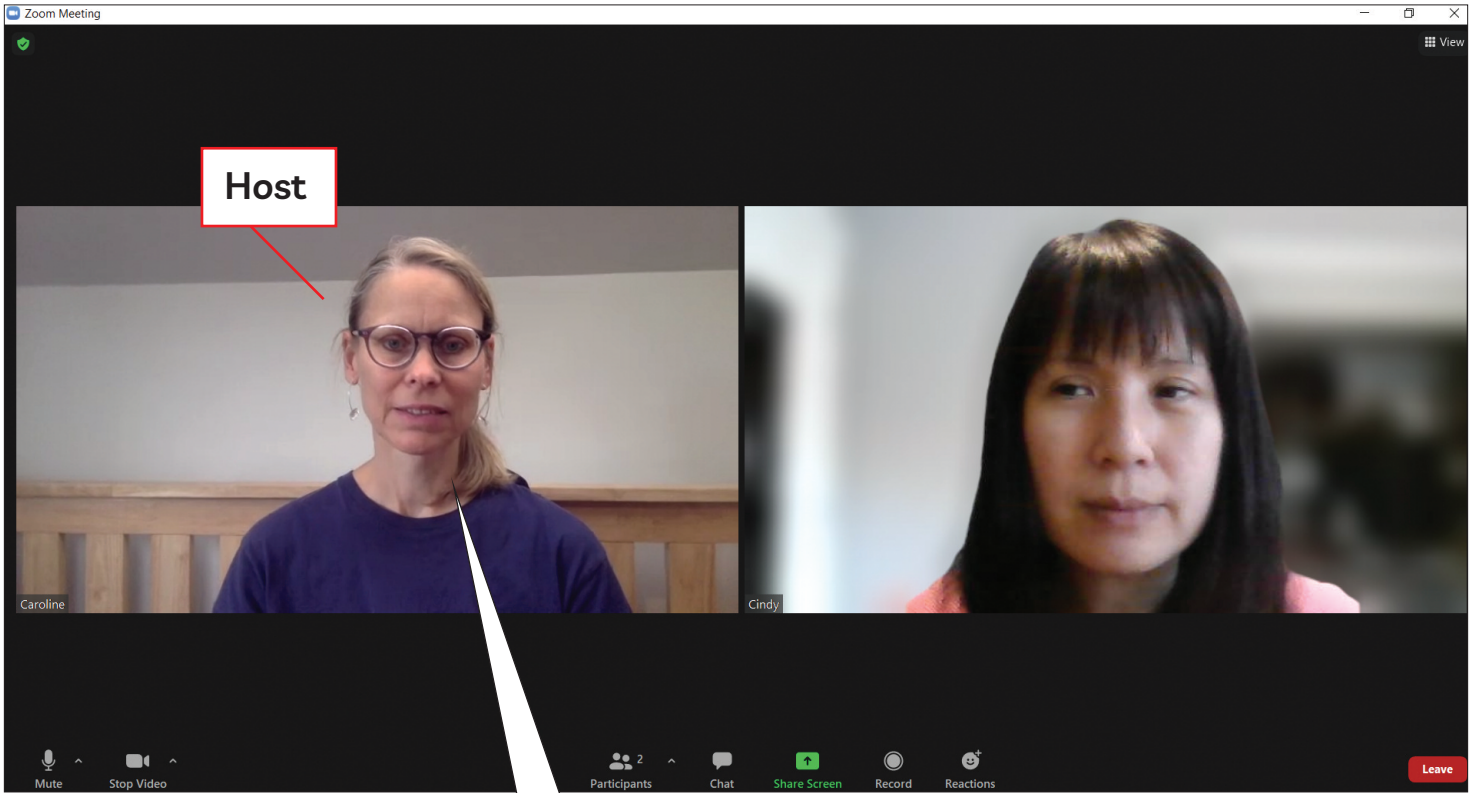 Zoom Meeting
View
Host
Caroline
Cindy
2
Mute
Stop Video
Participants
Chat
Share Screen
Record
Reactions
Leave